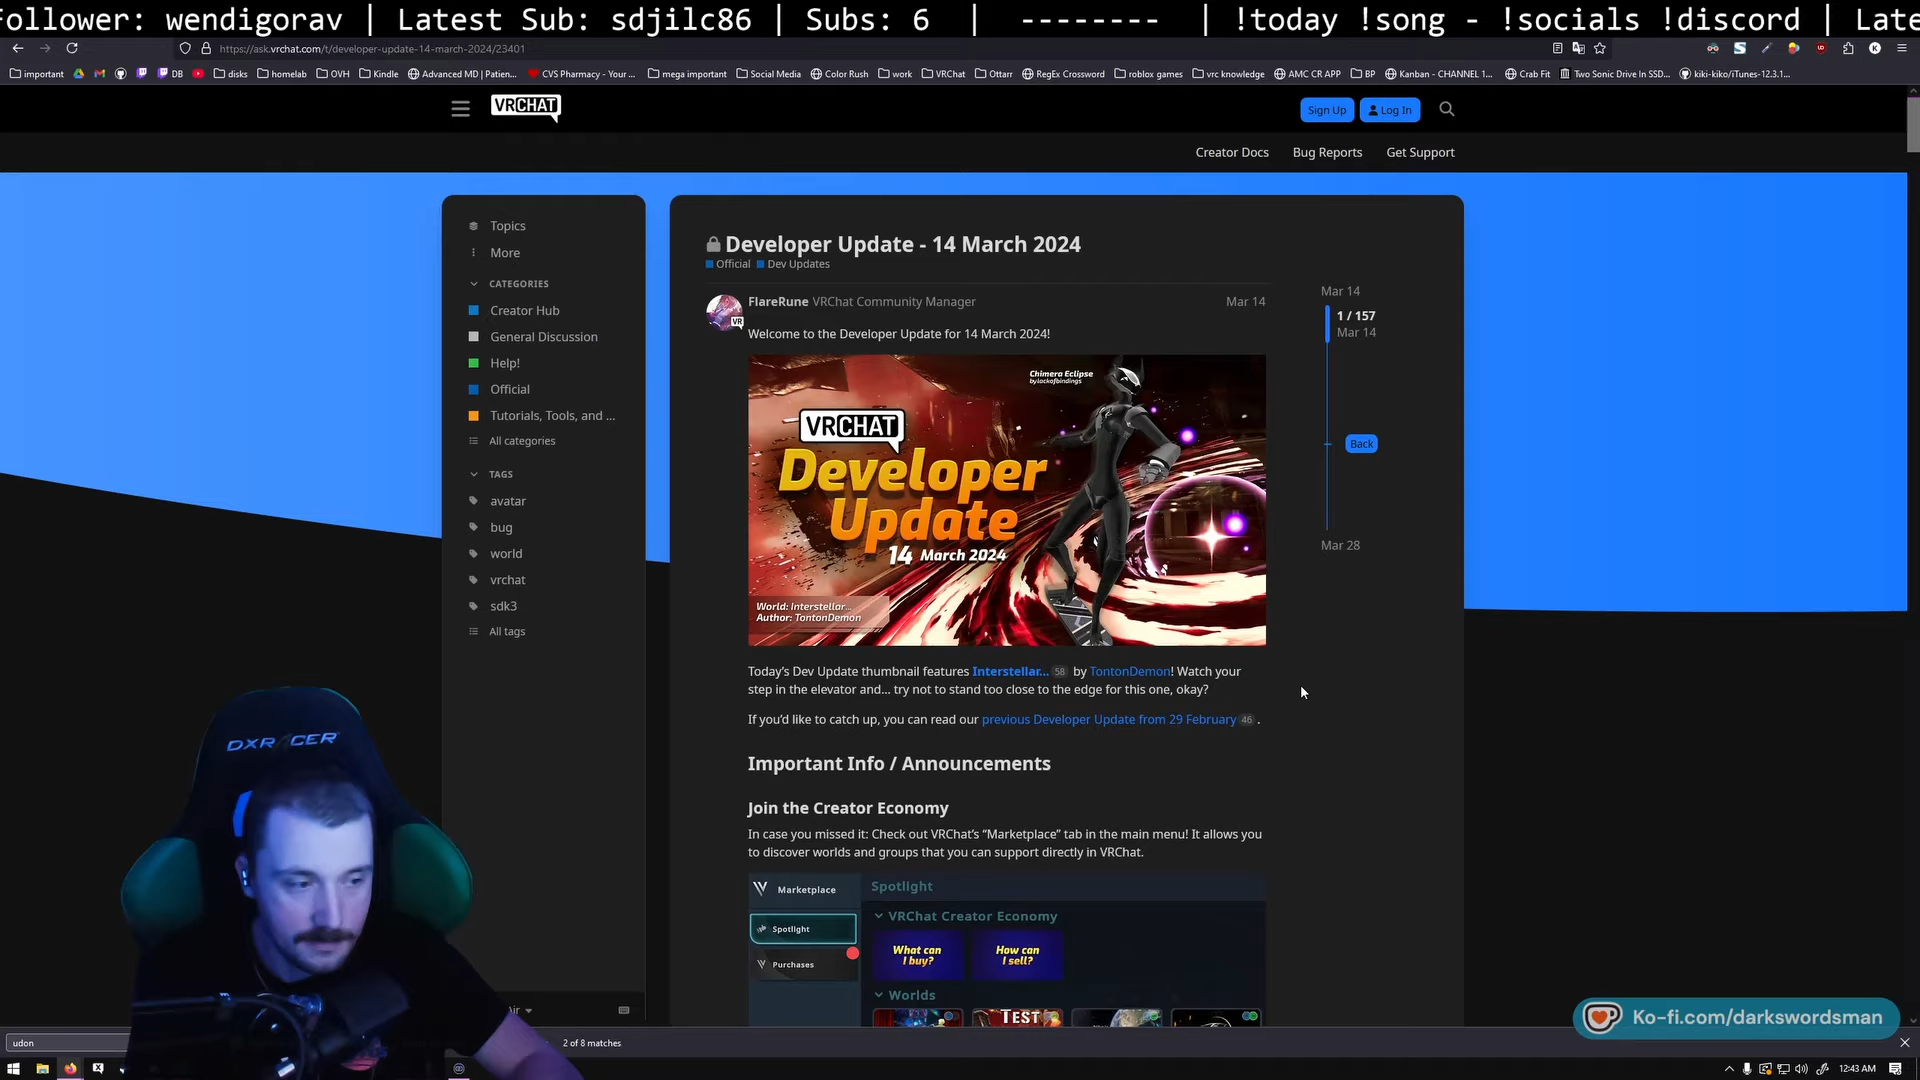 ollower: wendigorav | Latest Sub: sdjilc86 | Subs: 6 | -------- | !today !song - !socials !discord | Late
https://ask.vrchat.com/t/developer-update-14-march-2024/23401
important DB disks homelab OVH Kindle Advanced MD | Patien... CVS Pharmacy - Your ... mega important Social Media Color Rush work VRChat Ottarr RegEx Crossword roblox games vrc knowledge AMC CR APP BP Kanban - CHANNEL 1... Crab Fit Two Sonic Drive In SSD... kiki-kiko/iTunes-12.3.1...
VRCHAT
Sign Up Log In
Creator Docs Bug Reports Get Support
Topics
More
CATEGORIES
Creator Hub
General Discussion
Help!
Official
Tutorials, Tools, and ...
All categories
TAGS
avatar
bug
world
vrchat
sdk3
All tags
Developer Update - 14 March 2024
Official Dev Updates
FlareRune VRChat Community Manager Mar 14
Welcome to the Developer Update for 14 March 2024!
Chimera Eclipse
by lackofbindings
VRCHAT
Developer
Update
14 March 2024
World: Interstellar...
Author: TontonDemon
Today's Dev Update thumbnail features Interstellar... 58 by TontonDemon! Watch your
step in the elevator and... try not to stand too close to the edge for this one, okay?
If you'd like to catch up, you can read our previous Developer Update from 29 February 46 .
Important Info / Announcements
Join the Creator Economy
In case you missed it: Check out VRChat's “Marketplace” tab in the main menu! It allows you
to discover worlds and groups that you can support directly in VRChat.
Marketplace
Spotlight
Purchases
Spotlight
VRChat Creator Economy
What can
I buy?
How can
I sell?
Worlds
TEST
Mar 14
1 / 157
Mar 14
Back
Mar 28
DXRACER
Ko-fi.com/darkswordsman
udon
2 of 8 matches
12:43 AM